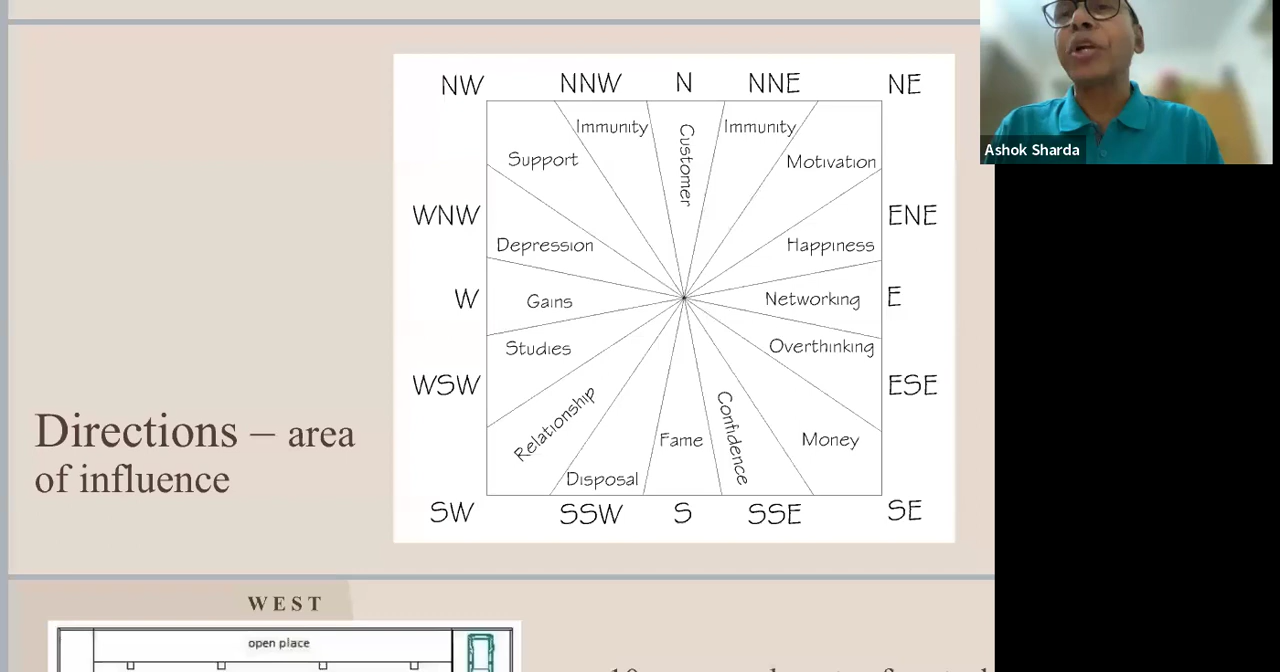 NW NNW N NNE NE
Immunity
Customer
Immunity
Support
Motivation
WNW
ENE
Depression
Happiness
W
Gains
Networking
E
Studies
Overthinking
WSW
ESE
Relationship
Confidence
Fame
Money
Disposal
SW SSW S SSE SE
Directions – area
of influence
Ashok Sharda
WEST
open place